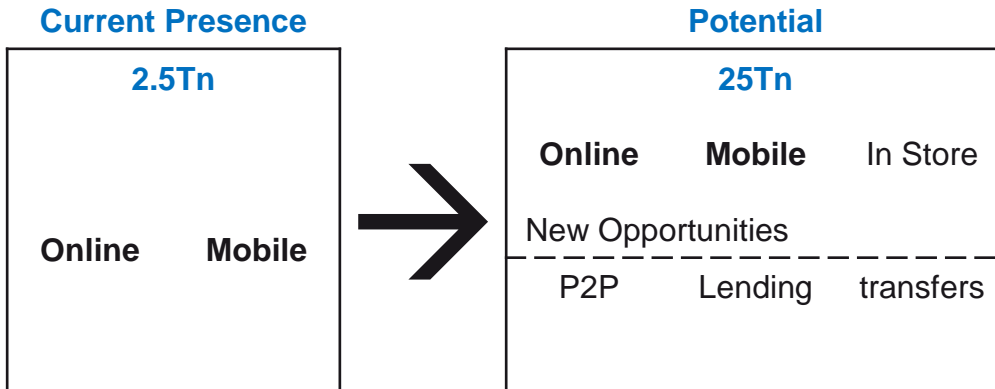 Current Presence
2.5Tn
Online Mobile
Potential
25Tn
Online Mobile In Store
New Opportunities
P2P Lending transfers